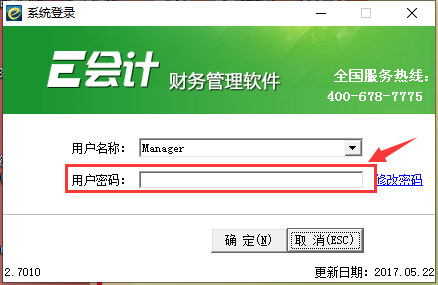 系统登录
E会计 财务管理软件
全国服务热线:
400-678-7775
用户名称: Manager
用户密码: 修改密码
确 定(N) 取 消(ESC)
2.7010 更新日期: 2017.05.22